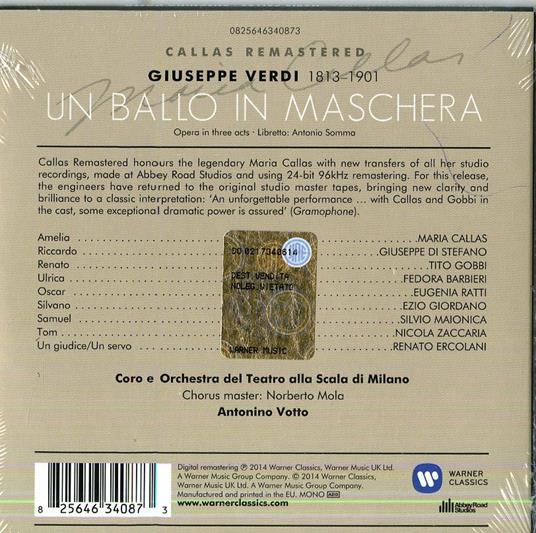 0825646340873
CALLAS REMASTERED
Maria Callas
GIUSEPPE VERDI 1813–1901
UN BALLO IN MASCHERA
Opera in three acts · Libretto: Antonio Somma
Callas Remastered honours the legendary Maria Callas with new transfers of all her studio
recordings, made at Abbey Road Studios and using 24-bit 96kHz remastering. For this release,
the engineers have returned to the original studio master tapes, bringing new clarity and
brilliance to a classic interpretation: ‘An unforgettable performance ... with Callas and Gobbi in
the cast, some exceptional dramatic power is assured’ (Gramophone).
Amelia MARIA CALLAS
Riccardo GIUSEPPE DI STEFANO
Renato TITO GOBBI
Ulrica FEDORA BARBIERI
Oscar EUGENIA RATTI
Silvano EZIO GIORDANO
Samuel SILVIO MAIONICA
Tom NICOLA ZACCARIA
Un giudice/Un servo RENATO ERCOLANI
DEST.VENDITA
NOLEG.VIETATO
WARNER MUSIC
Coro e Orchestra del Teatro alla Scala di Milano
Chorus master: Norberto Mola
Antonino Votto
Digital remastering ℗ 2014 Warner Classics, Warner Music UK Ltd.
A Warner Music Group Company. © 2014 Warner Classics,
Warner Music UK Ltd. A Warner Music Group Company.
Manufactured and printed in the EU. MONO ADD
www.warnerclassics.com
8 25646 34087 3
WARNER
CLASSICS
AbbeyRoad
Studios